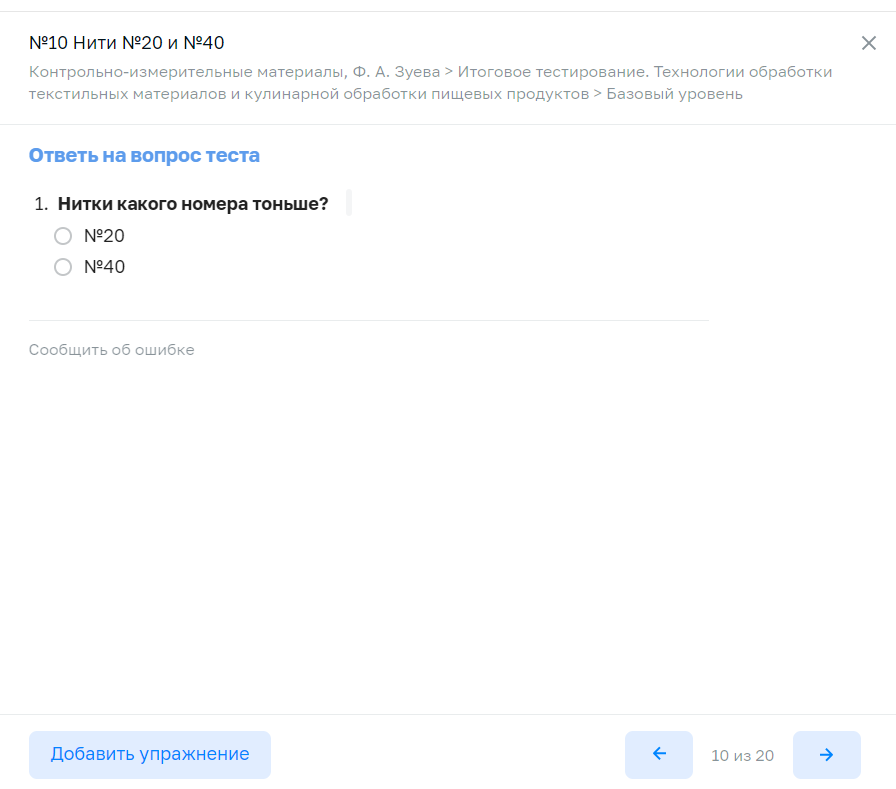 №10 Нити №20 и №40
Контрольно-измерительные материалы, Ф. А. Зуева > Итоговое тестирование. Технологии обработки
текстильных материалов и кулинарной обработки пищевых продуктов > Базовый уровень
Ответь на вопрос теста
1. Нитки какого номера тоньше?
№20
№40
Сообщить об ошибке
Добавить упражнение
10 из 20